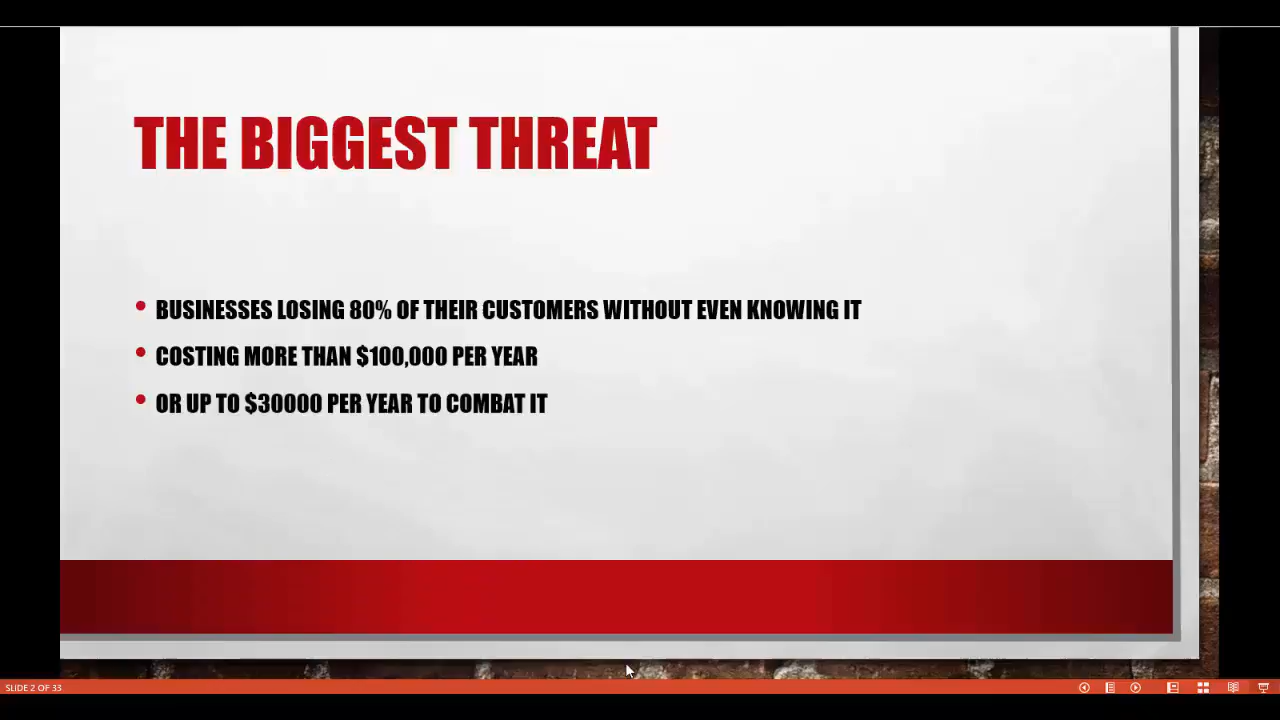 THE BIGGEST THREAT
• BUSINESSES LOSING 80% OF THEIR CUSTOMERS WITHOUT EVEN KNOWING IT
• COSTING MORE THAN $100,000 PER YEAR
• OR UP TO $30000 PER YEAR TO COMBAT IT
SLIDE 2 OF 33